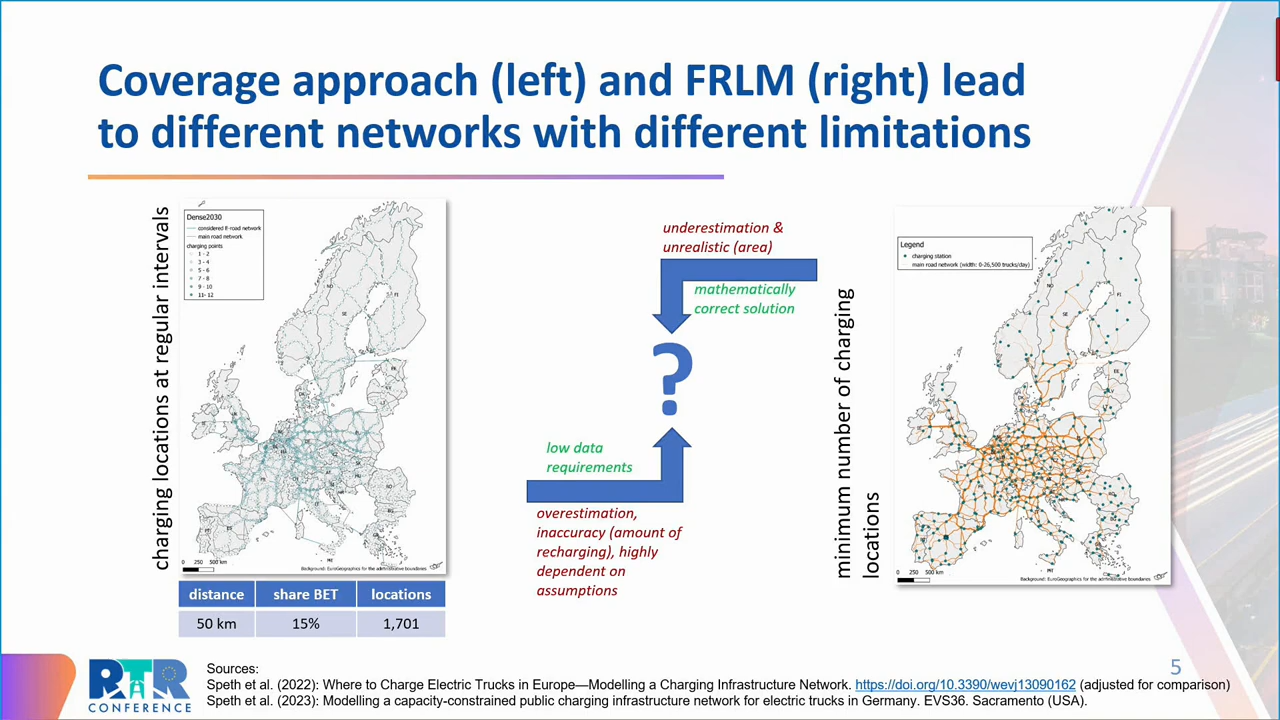 Coverage approach (left) and FRLM (right) lead
to different networks with different limitations
charging locations at regular intervals
Dense2030
considered E-road network
main road network
charging points
1 - 2
3 - 4
5 - 6
7 - 8
9 - 10
11- 12
NO
SE
FI
0 250 500 km
Background: EuroGeographics for the administrative boundaries
distance share BET locations
50 km 15% 1,701
underestimation &
unrealistic (area)
mathematically
correct solution
?
low data
requirements
overestimation,
inaccuracy (amount of
recharging), highly
dependent on
assumptions
minimum number of charging
locations
Legend
charging station
main road network (width: 0-26,500 trucks/day)
NO
SE
FI
0 250 500 km
Background: EuroGeographics for the administrative boundaries
5
RTR
CONFERENCE
Sources:
Speth et al. (2022): Where to Charge Electric Trucks in Europe—Modelling a Charging Infrastructure Network. https://doi.org/10.3390/wevj13090162 (adjusted for comparison)
Speth et al. (2023): Modelling a capacity-constrained public charging infrastructure network for electric trucks in Germany. EVS36. Sacramento (USA).